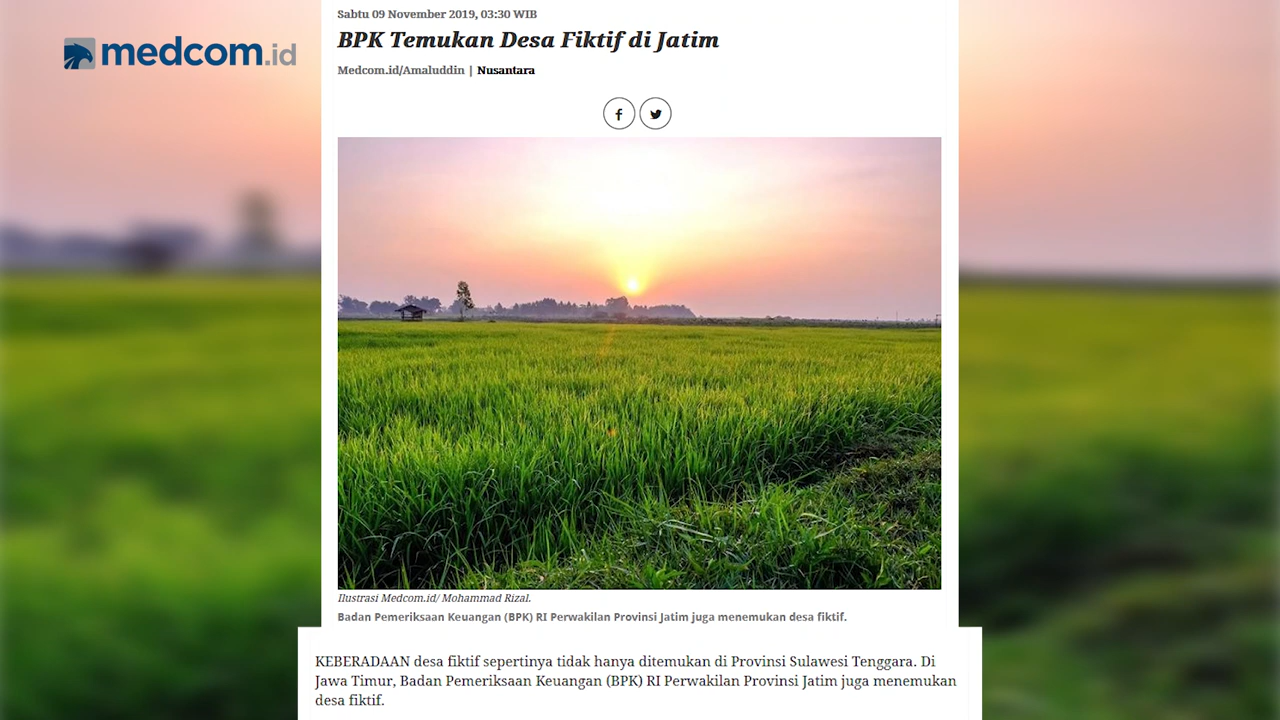 medcom.id
Sabtu 09 November 2019, 03:30 WIB
BPK Temukan Desa Fiktif di Jatim
Medcom.id/Amaluddin | Nusantara
Ilustrasi Medcom.id/ Mohammad Rizal.
Badan Pemeriksaan Keuangan (BPK) RI Perwakilan Provinsi Jatim juga menemukan desa fiktif.
KEBERADAAN desa fiktif sepertinya tidak hanya ditemukan di Provinsi Sulawesi Tenggara. Di
Jawa Timur, Badan Pemeriksaan Keuangan (BPK) RI Perwakilan Provinsi Jatim juga menemukan
desa fiktif.